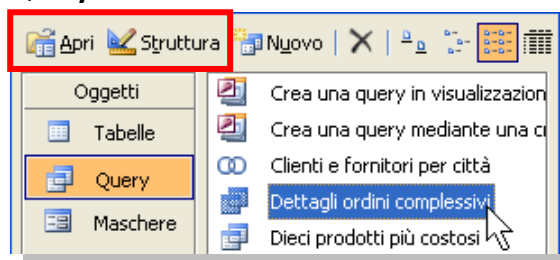 Apri Struttura Nuovo
Oggetti
Crea una query in visualizzazion
Tabelle
Crea una query mediante una c
Clienti e fornitori per città
Query
Dettagli ordini complessivi
Maschere
Dieci prodotti più costosi